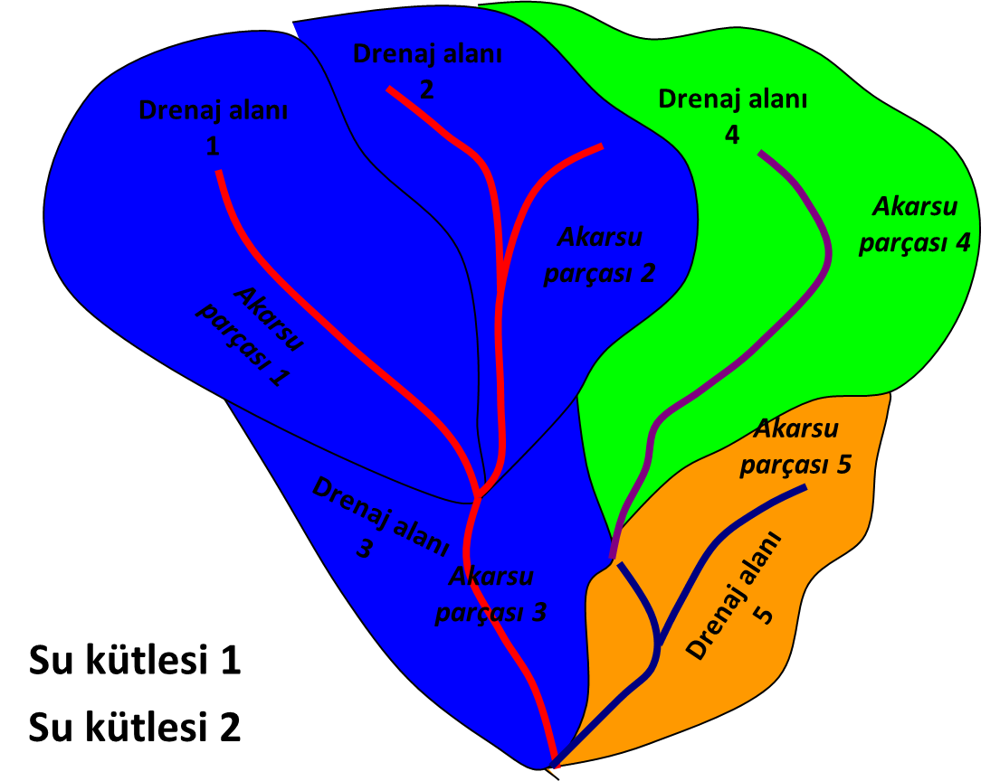 Drenaj alanı
1
Drenaj alanı
2
Drenaj alanı
4
Akarsu
parçası 4
Akarsu
parçası 2
Akarsu
parçası 1
Akarsu
parçası 5
Drenaj alanı
3
Akarsu
parçası 3
Drenaj alanı
5
Su kütlesi 1
Su kütlesi 2